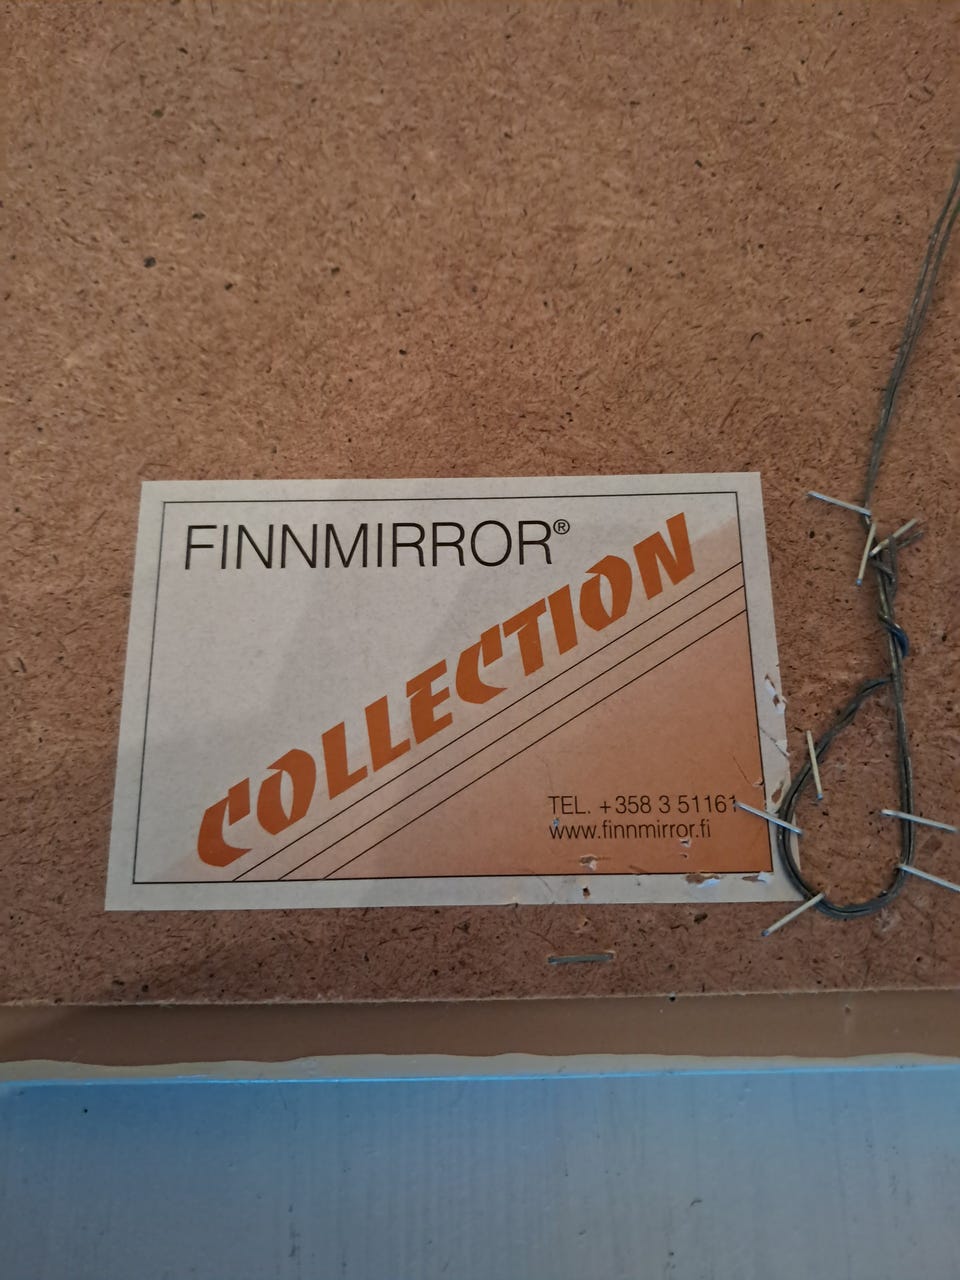 FINNMIRROR®
COLLECTION
TEL. +358 3 51161
www.finnmirror.fi